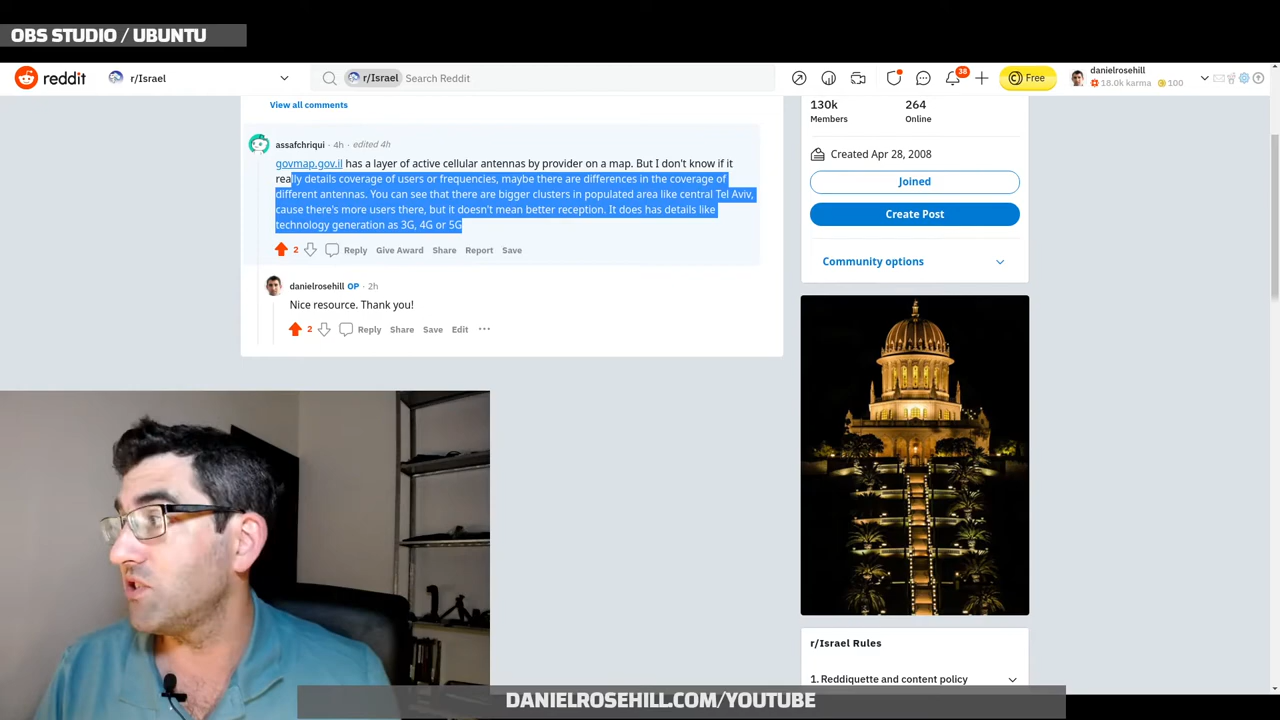 OBS STUDIO / UBUNTU
reddit
r/Israel
r/Israel
Search Reddit
38
Free
danielrosehill
18.0k karma
100
View all comments
130k
264
Members
Online
assafchriqui · 4h · edited 4h
govmap.gov.il has a layer of active cellular antennas by provider on a map. But I don't know if it
really details coverage of users or frequencies, maybe there are differences in the coverage of
different antennas. You can see that there are bigger clusters in populated area like central Tel Aviv,
cause there's more users there, but it doesn't mean better reception. It does has details like
technology generation as 3G, 4G or 5G
2
Reply
Give Award
Share
Report
Save
danielrosehill OP · 2h
Nice resource. Thank you!
2
Reply
Share
Save
Edit
···
Created Apr 28, 2008
Joined
Create Post
Community options
r/Israel Rules
1. Reddiquette and content policy
DANIELROSEHILL.COM/YOUTUBE